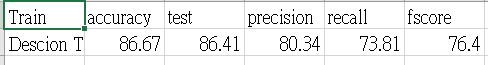 Train accuracy test precision recall fscore
Descion T 86.67 86.41 80.34 73.81 76.4